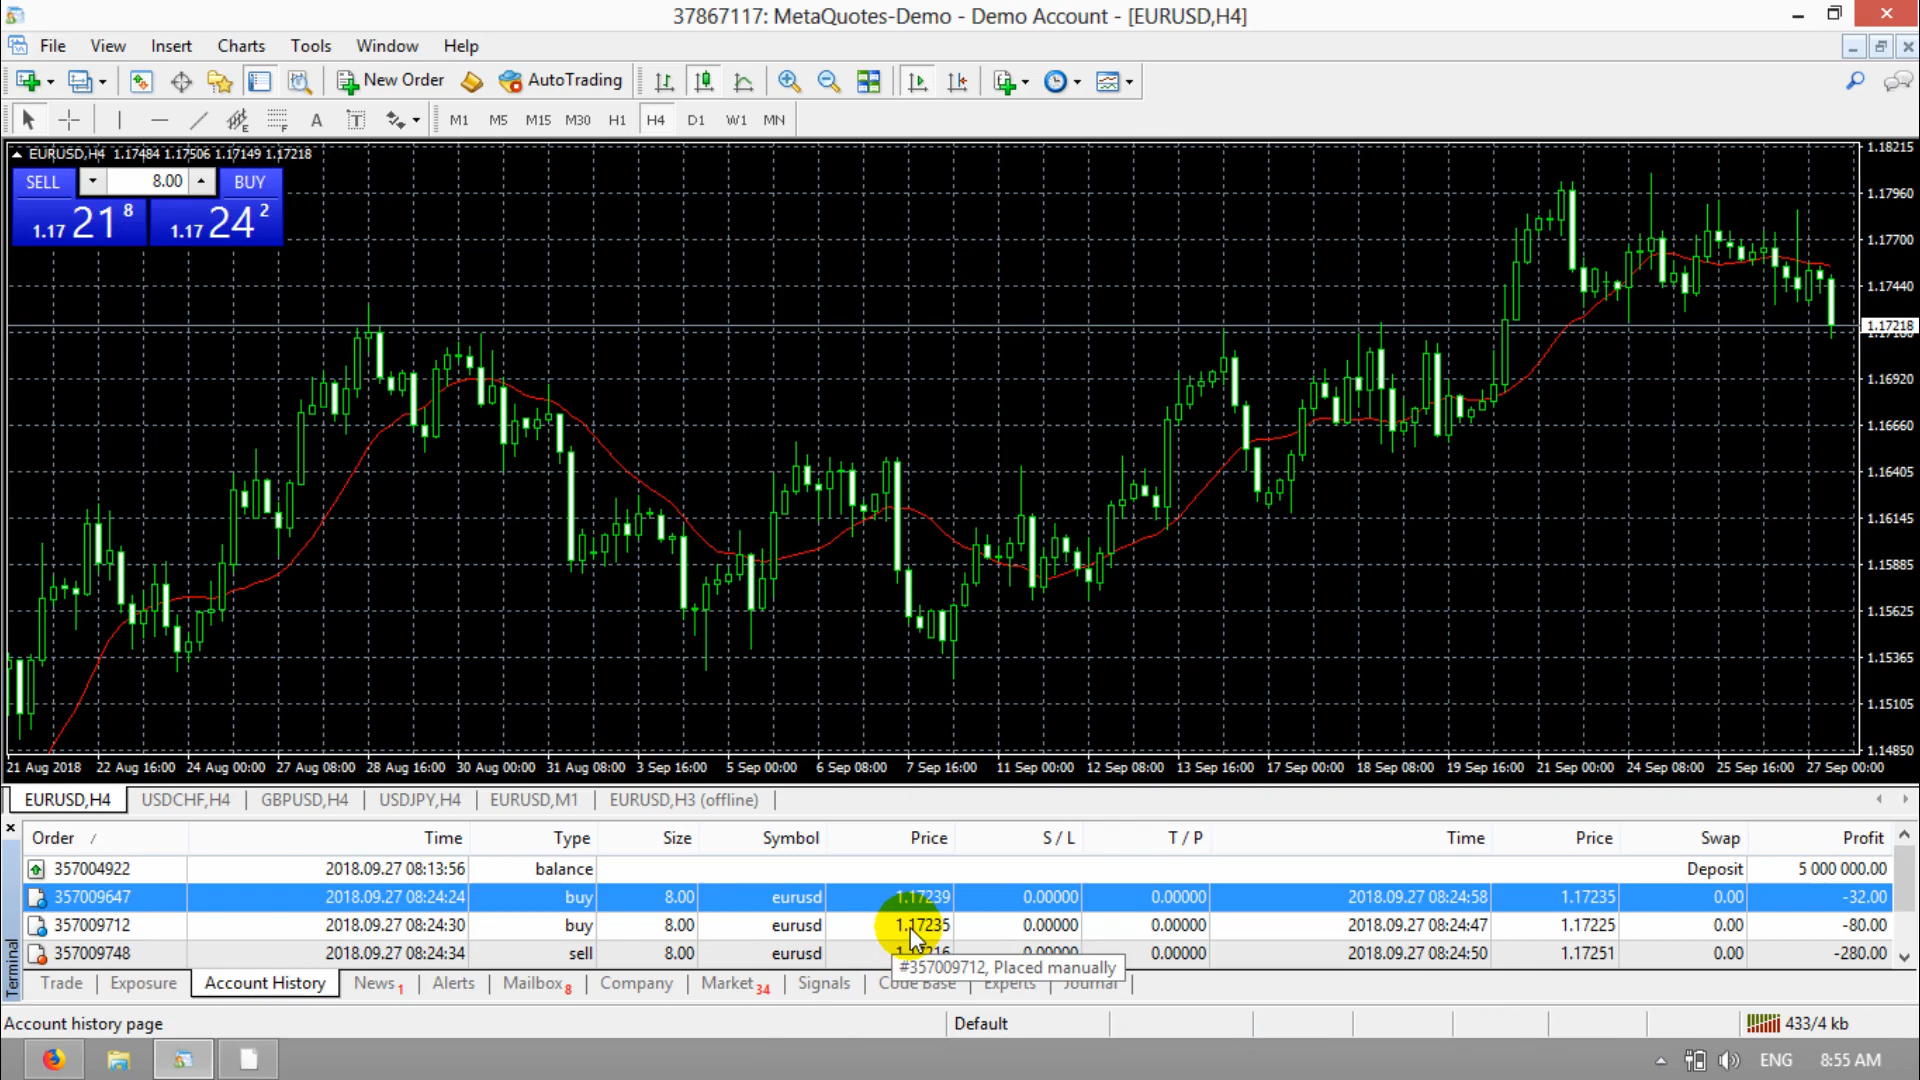 37867117: MetaQuotes-Demo - Demo Account - [EURUSD,H4]
File View Insert Charts Tools Window Help
New Order AutoTrading
A T M1 M5 M15 M30 H1 H4 D1 W1 MN
EURUSD,H4 1.17484 1.17506 1.17149 1.17218
SELL 8.00 BUY
1.17 21 8 1.17 24 2
1.18215
1.17960
1.17700
1.17440
1.17218
1.16920
1.16660
1.16405
1.16145
1.15885
1.15625
1.15365
1.15105
1.14850
21 Aug 2018 22 Aug 16:00 24 Aug 00:00 27 Aug 08:00 28 Aug 16:00 30 Aug 00:00 31 Aug 08:00 3 Sep 16:00 5 Sep 00:00 6 Sep 08:00 7 Sep 16:00 11 Sep 00:00 12 Sep 08:00 13 Sep 16:00 17 Sep 00:00 18 Sep 08:00 19 Sep 16:00 21 Sep 00:00 24 Sep 08:00 25 Sep 16:00 27 Sep 00:00
EURUSD,H4 USDCHF,H4 GBPUSD,H4 USDJPY,H4 EURUSD,M1 EURUSD,H3 (offline)
Order / Time Type Size Symbol Price S / L T / P Time Price Swap Profit
357004922 2018.09.27 08:13:56 balance Deposit 5 000 000.00
357009647 2018.09.27 08:24:24 buy 8.00 eurusd 1.17239 0.00000 0.00000 2018.09.27 08:24:58 1.17235 0.00 -32.00
357009712 2018.09.27 08:24:30 buy 8.00 eurusd 1.17235 0.00000 0.00000 2018.09.27 08:24:47 1.17225 0.00 -80.00
357009748 2018.09.27 08:24:34 sell 8.00 eurusd 1.17216 0.00000 0.00000 2018.09.27 08:24:50 1.17251 0.00 -280.00
#357009712, Placed manually
Terminal
Trade Exposure Account History News 1 Alerts Mailbox 8 Company Market 34 Signals Code Base Experts Journal
Account history page Default 433/4 kb
ENG 8:55 AM